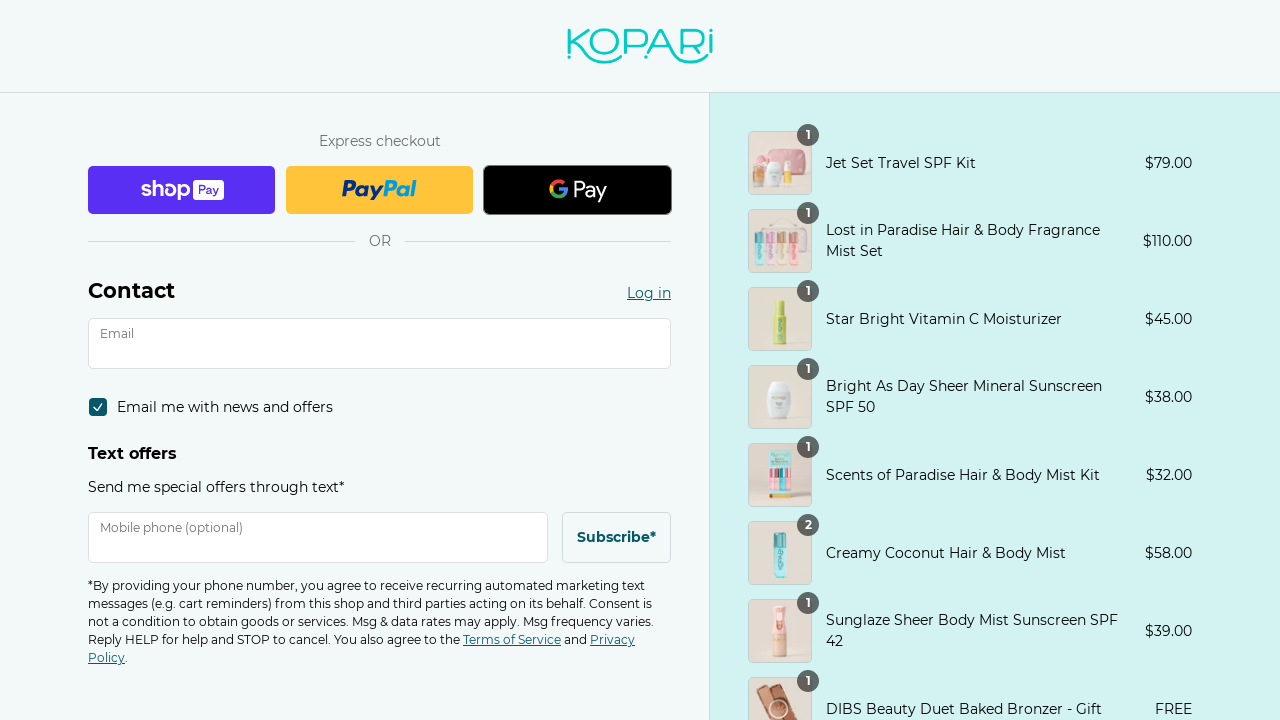 KOPARI
Express checkout
shop Pay
PayPal
G Pay
OR
Contact
Log in
Email
Email me with news and offers
Text offers
Send me special offers through text*
Mobile phone (optional)
Subscribe*
*By providing your phone number, you agree to receive recurring automated marketing text
messages (e.g. cart reminders) from this shop and third parties acting on its behalf. Consent is
not a condition to obtain goods or services. Msg & data rates may apply. Msg frequency varies.
Reply HELP for help and STOP to cancel. You also agree to the Terms of Service and Privacy
Policy.
1
Jet Set Travel SPF Kit
$79.00
1
Lost in Paradise Hair & Body Fragrance
Mist Set
$110.00
1
Star Bright Vitamin C Moisturizer
$45.00
1
Bright As Day Sheer Mineral Sunscreen
SPF 50
$38.00
1
Scents of Paradise Hair & Body Mist Kit
$32.00
2
Creamy Coconut Hair & Body Mist
$58.00
1
Sunglaze Sheer Body Mist Sunscreen SPF
42
$39.00
1
DIBS Beauty Duet Baked Bronzer - Gift
FREE